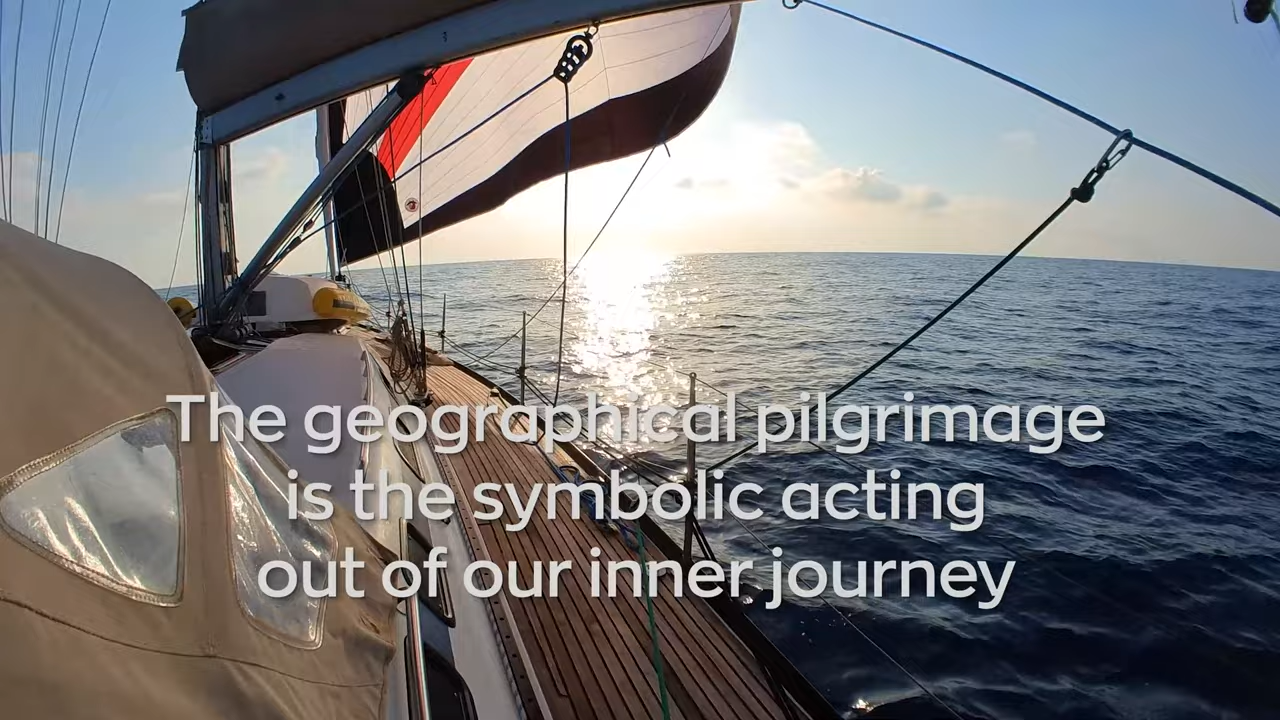 The geographical pilgrimage
is the symbolic acting
out of our inner journey